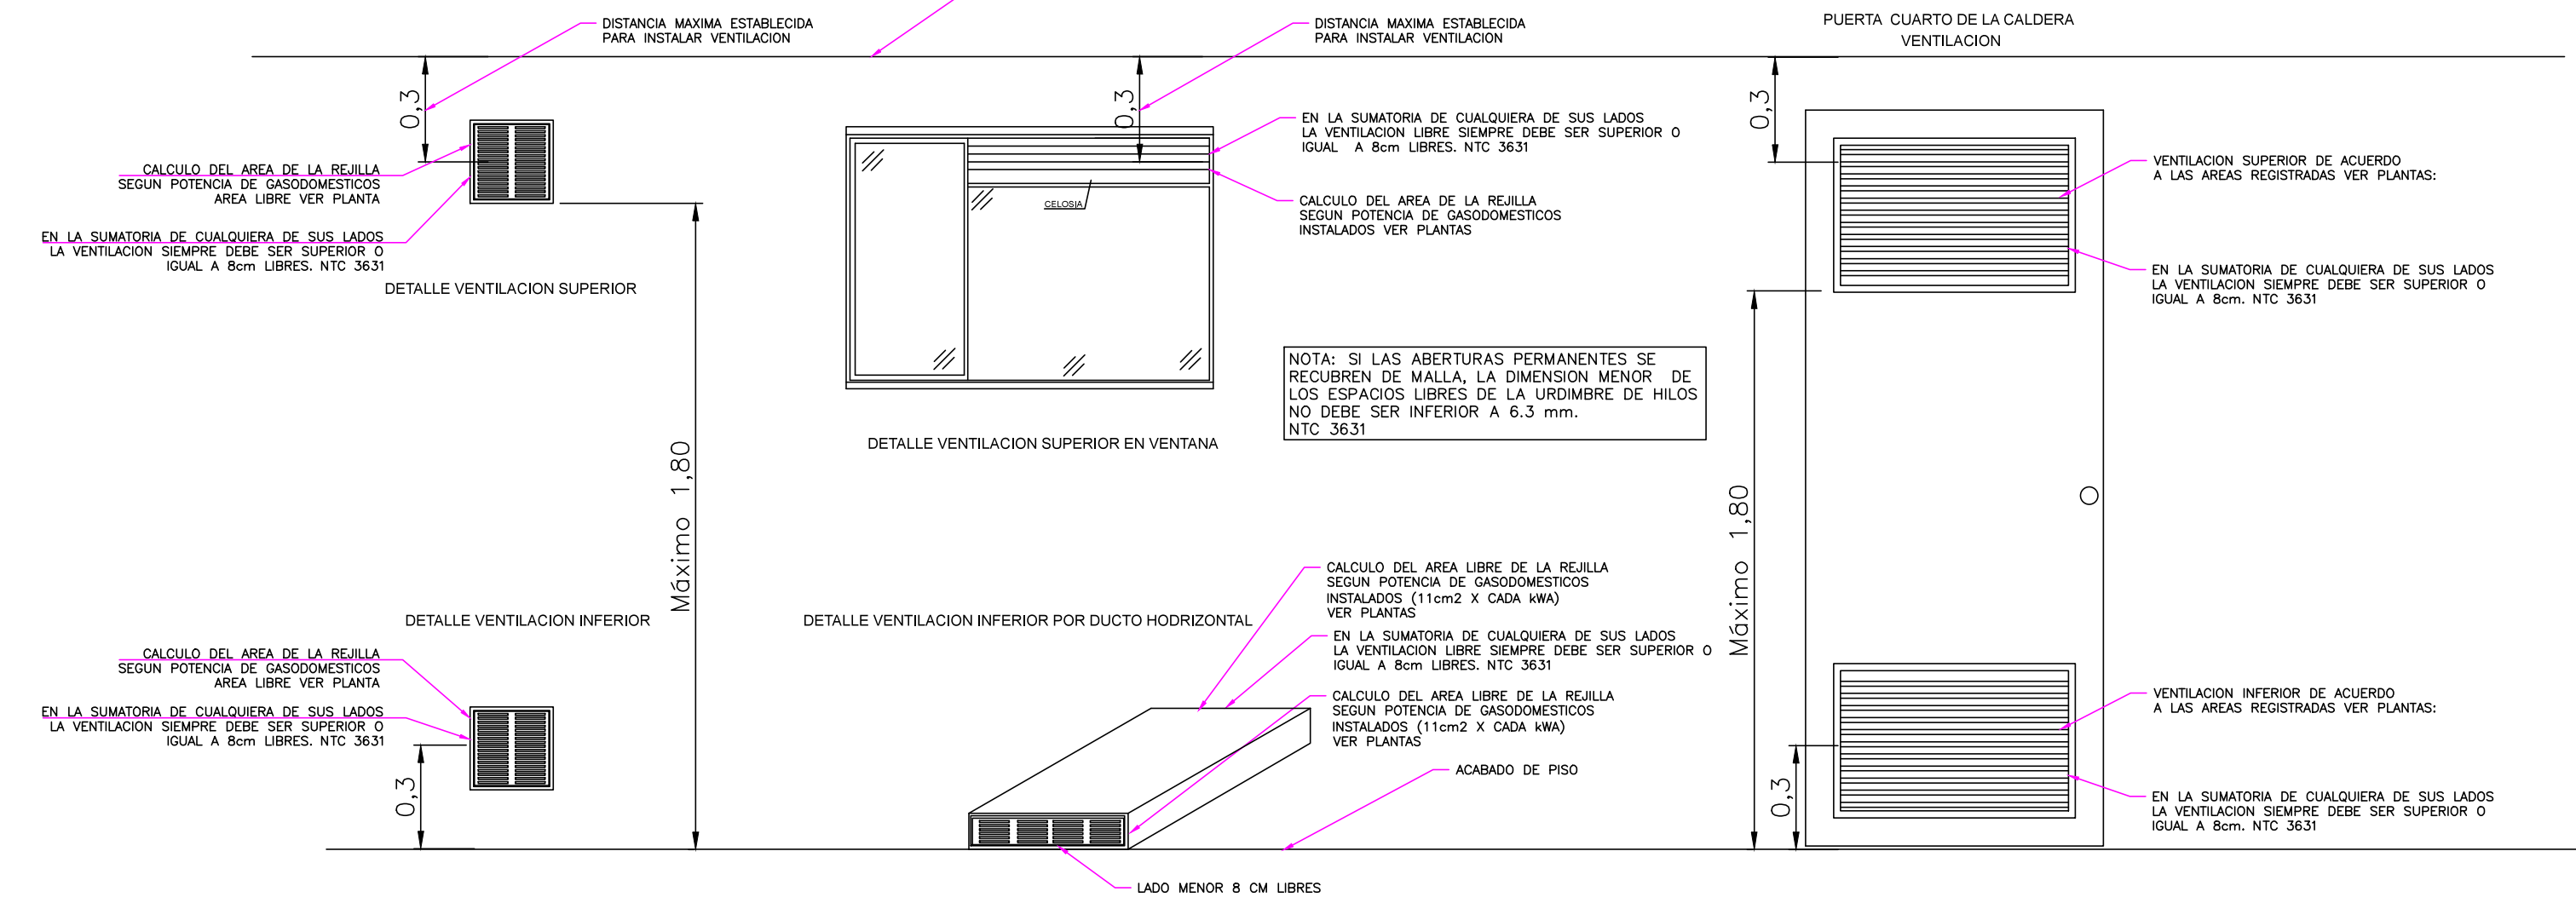 DISTANCIA MAXIMA ESTABLECIDA
PARA INSTALAR VENTILACION
0,3
CALCULO DEL AREA DE LA REJILLA
SEGUN POTENCIA DE GASODOMESTICOS
AREA LIBRE VER PLANTA
EN LA SUMATORIA DE CUALQUIERA DE SUS LADOS
LA VENTILACION SIEMPRE DEBE SER SUPERIOR O
IGUAL A 8cm LIBRES. NTC 3631
DETALLE VENTILACION SUPERIOR
Máximo 1,80
DETALLE VENTILACION INFERIOR
CALCULO DEL AREA DE LA REJILLA
SEGUN POTENCIA DE GASODOMESTICOS
AREA LIBRE VER PLANTA
EN LA SUMATORIA DE CUALQUIERA DE SUS LADOS
LA VENTILACION SIEMPRE DEBE SER SUPERIOR O
IGUAL A 8cm LIBRES. NTC 3631
0,3
DISTANCIA MAXIMA ESTABLECIDA
PARA INSTALAR VENTILACION
0,3
EN LA SUMATORIA DE CUALQUIERA DE SUS LADOS
LA VENTILACION LIBRE SIEMPRE DEBE SER SUPERIOR O
IGUAL A 8cm LIBRES. NTC 3631
CALCULO DEL AREA DE LA REJILLA
SEGUN POTENCIA DE GASODOMESTICOS
INSTALADOS VER PLANTAS
CELOSIA
NOTA: SI LAS ABERTURAS PERMANENTES SE
RECUBREN DE MALLA, LA DIMENSION MENOR DE
LOS ESPACIOS LIBRES DE LA URDIMBRE DE HILOS
NO DEBE SER INFERIOR A 6.3 mm.
NTC 3631
DETALLE VENTILACION SUPERIOR EN VENTANA
DETALLE VENTILACION INFERIOR POR DUCTO HODRIZONTAL
CALCULO DEL AREA LIBRE DE LA REJILLA
SEGUN POTENCIA DE GASODOMESTICOS
INSTALADOS (11cm2 X CADA kWA)
VER PLANTAS
EN LA SUMATORIA DE CUALQUIERA DE SUS LADOS
LA VENTILACION LIBRE SIEMPRE DEBE SER SUPERIOR O
IGUAL A 8cm LIBRES. NTC 3631
CALCULO DEL AREA LIBRE DE LA REJILLA
SEGUN POTENCIA DE GASODOMESTICOS
INSTALADOS (11cm2 X CADA kWA)
VER PLANTAS
ACABADO DE PISO
LADO MENOR 8 CM LIBRES
PUERTA CUARTO DE LA CALDERA
VENTILACION
0,3
VENTILACION SUPERIOR DE ACUERDO
A LAS AREAS REGISTRADAS VER PLANTAS:
EN LA SUMATORIA DE CUALQUIERA DE SUS LADOS
LA VENTILACION SIEMPRE DEBE SER SUPERIOR O
IGUAL A 8cm. NTC 3631
Máximo 1,80
VENTILACION INFERIOR DE ACUERDO
A LAS AREAS REGISTRADAS VER PLANTAS:
0,3
EN LA SUMATORIA DE CUALQUIERA DE SUS LADOS
LA VENTILACION SIEMPRE DEBE SER SUPERIOR O
IGUAL A 8cm. NTC 3631